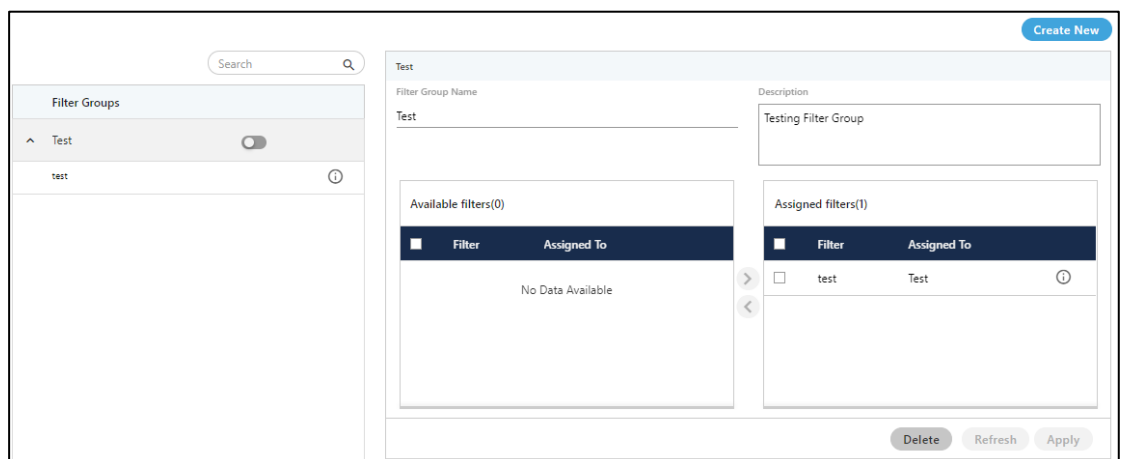 Create New
Search
Filter Groups
Test
test
Test
Filter Group Name
Test
Description
Testing Filter Group
Available filters(0)
Filter Assigned To
No Data Available
Assigned filters(1)
Filter Assigned To
test Test
Delete Refresh Apply